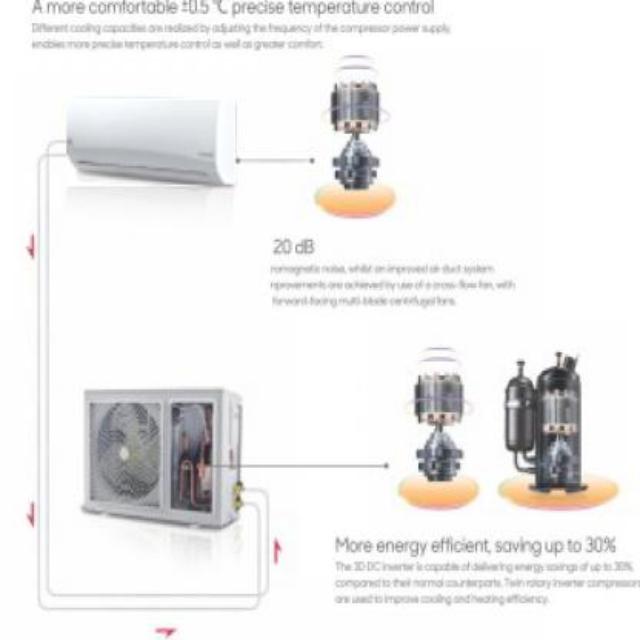 A more comfortable ±0.5 ℃ precise temperature control
Different cooling capacities are realized by adjusting the frequency of the compressor power supply,
enables more precise temperature control as well as greater comfort.
20 dB
romagnetic noise, whilst an improved air duct system
nprovements are achieved by use of a cross-flow fan, with
forward-facing multi-blade centrifugal fans.
More energy efficient, saving up to 30%
The 3D DC Inverter is capable of delivering energy savings of up to 30%,
compared to their normal counterparts. Twin rotary inverter compressors
are used to improve cooling and heating efficiency.